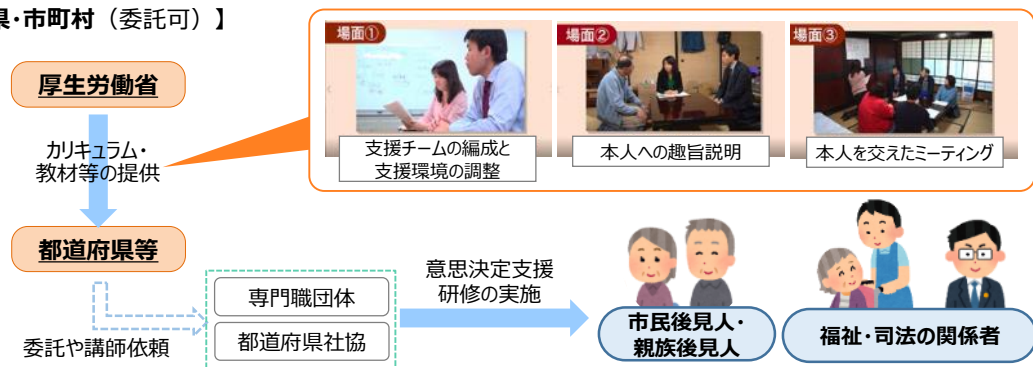 県・市町村（委託可）】
場面①
場面②
場面③
厚生労働省
支援チームの編成と
支援環境の調整
本人への趣旨説明
本人を交えたミーティング
カリキュラム・
教材等の提供
都道府県等
専門職団体
都道府県社協
意思決定支援
研修の実施
委託や講師依頼
市民後見人・
親族後見人
福祉・司法の関係者